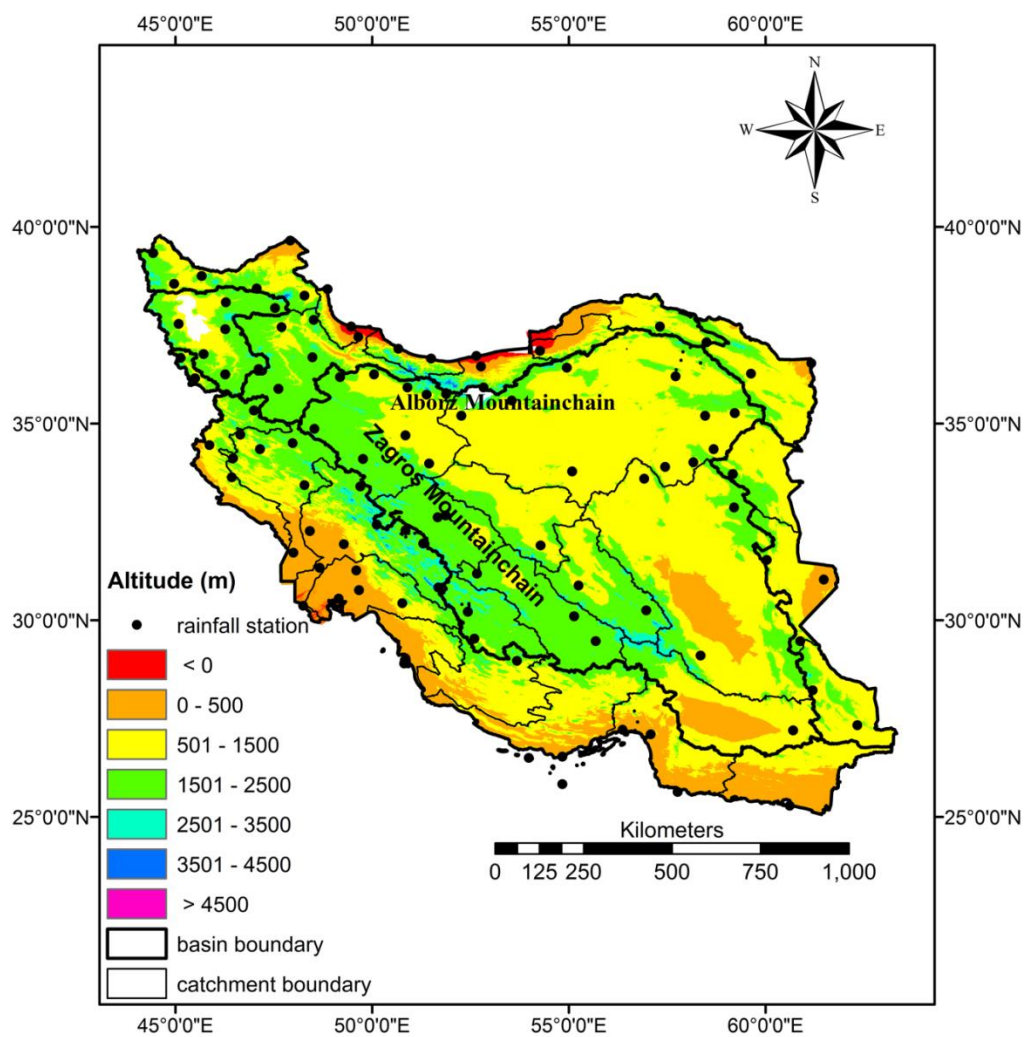 45°0'0"E 50°0'0"E 55°0'0"E 60°0'0"E
N
W E
S
40°0'0"N 40°0'0"N
35°0'0"N 35°0'0"N
Alborz Mountainchain
Zagros Mountainchain
30°0'0"N 30°0'0"N
25°0'0"N 25°0'0"N
Altitude (m)
rainfall station
< 0
0 - 500
501 - 1500
1501 - 2500
2501 - 3500
3501 - 4500
> 4500
basin boundary
catchment boundary
Kilometers
0 125 250 500 750 1,000
45°0'0"E 50°0'0"E 55°0'0"E 60°0'0"E